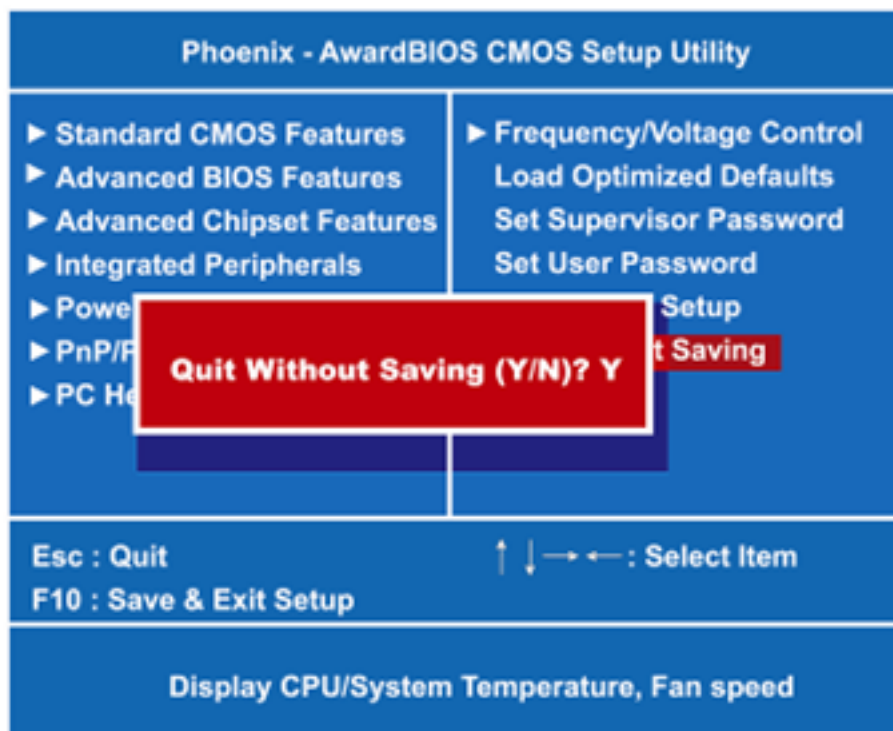 Phoenix - AwardBIOS CMOS Setup Utility
► Standard CMOS Features
► Advanced BIOS Features
► Advanced Chipset Features
► Integrated Peripherals
► Powe
► PnP/P
► PC He
► Frequency/Voltage Control
Load Optimized Defaults
Set Supervisor Password
Set User Password
Setup
t Saving
Quit Without Saving (Y/N)? Y
Esc : Quit
↑ ↓ → ← : Select Item
F10 : Save & Exit Setup
Display CPU/System Temperature, Fan speed